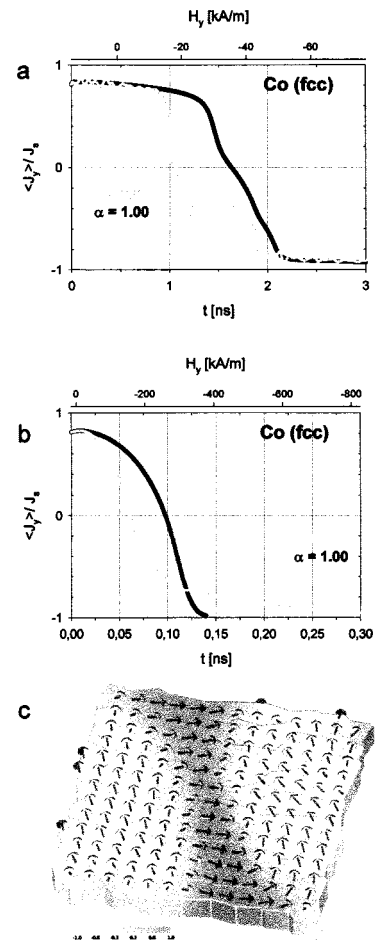 H_y [kA/m]
0 -20 -40 -60
a
Co (fcc)
1
0
-1
<J_y>/ J_s
α = 1.00
0 1 2 3
t [ns]
H_y [kA/m]
0 -200 -400 -600 -800
b
Co (fcc)
1
0
-1
<J_y>/ J_s
α = 1.00
0,00 0,05 0,10 0,15 0,20 0,25 0,30
t [ns]
c